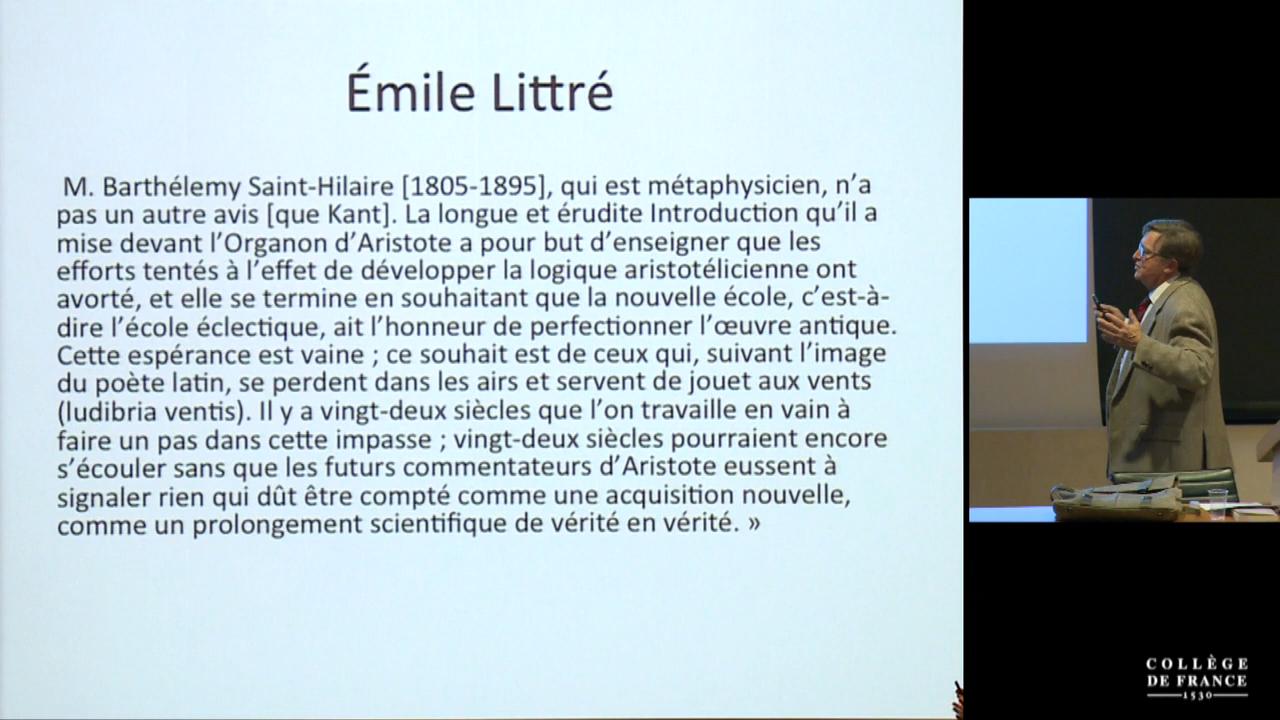 Émile Littré
M. Barthélemy Saint-Hilaire [1805-1895], qui est métaphysicien, n’a
pas un autre avis [que Kant]. La longue et érudite Introduction qu’il a
mise devant l’Organon d’Aristote a pour but d’enseigner que les
efforts tentés à l’effet de développer la logique aristotélicienne ont
avorté, et elle se termine en souhaitant que la nouvelle école, c’est-à-
dire l’école éclectique, ait l’honneur de perfectionner l’œuvre antique.
Cette espérance est vaine ; ce souhait est de ceux qui, suivant l’image
du poète latin, se perdent dans les airs et servent de jouet aux vents
(ludibria ventis). Il y a vingt-deux siècles que l’on travaille en vain à
faire un pas dans cette impasse ; vingt-deux siècles pourraient encore
s’écouler sans que les futurs commentateurs d’Aristote eussent à
signaler rien qui dût être compté comme une acquisition nouvelle,
comme un prolongement scientifique de vérité en vérité. »
COLLÈGE
DE FRANCE
1530